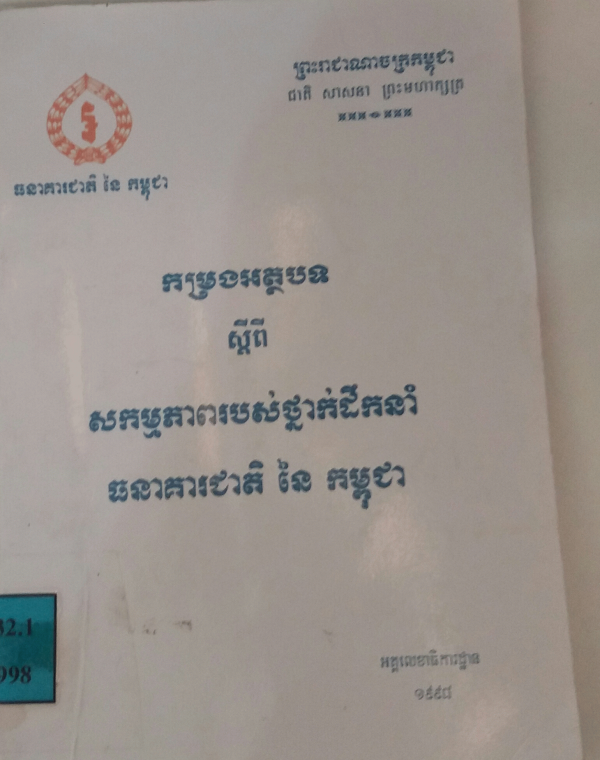 ព្រះរាជាណាចក្រកម្ពុជា
ជាតិ សាសនា ព្រះមហាក្សត្រ
ធនាគារជាតិ នៃ កម្ពុជា
កម្រងអត្ថបទ
ស្តីពី
សកម្មភាពរបស់ថ្នាក់ដឹកនាំ
ធនាគារជាតិ នៃ កម្ពុជា
32.1
998
អគ្គលេខាធិការដ្ឋាន
១៩៩៨